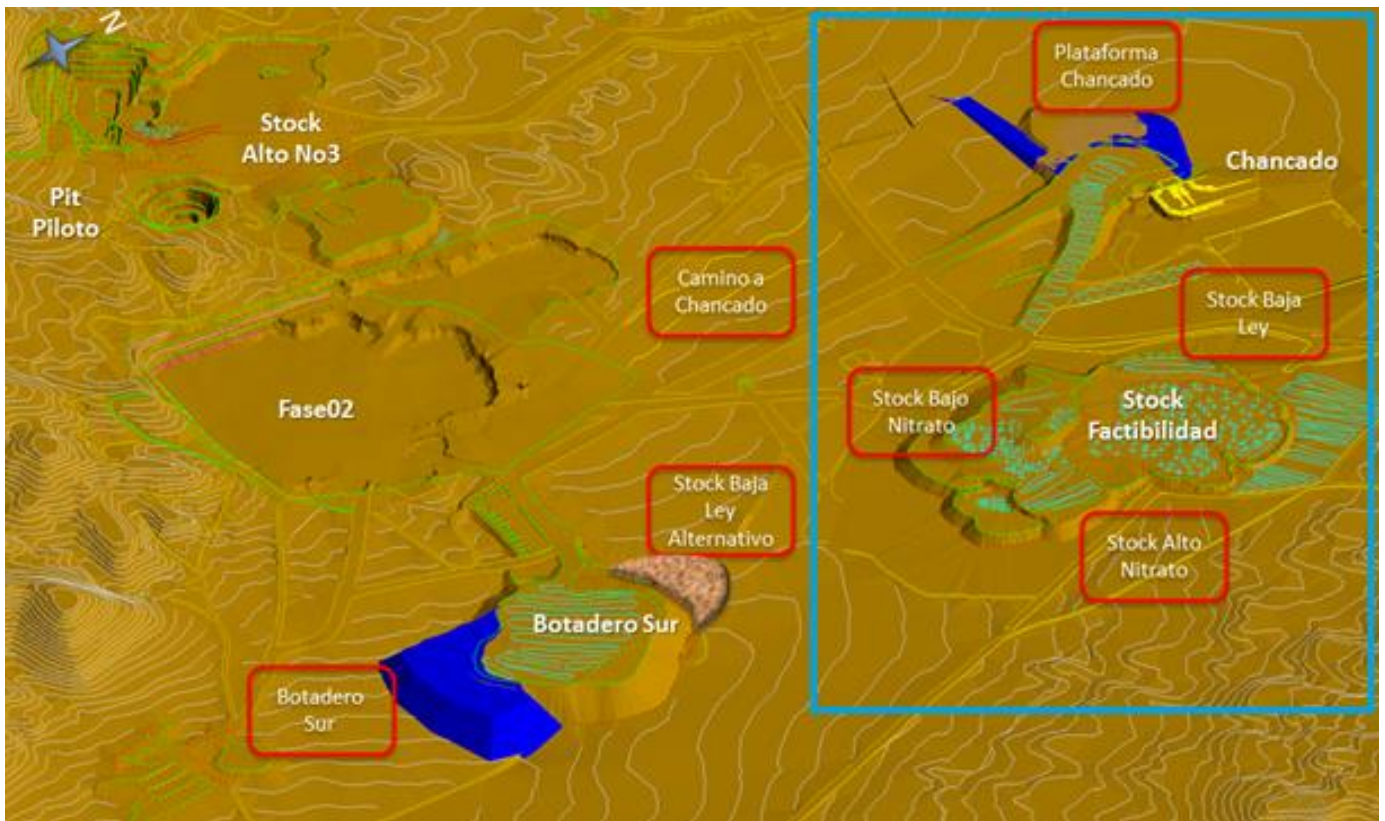 N
Stock
Alto No3
Pit
Piloto
Fase02
Camino a
Chancado
Stock Baja
Ley
Alternativo
Botadero Sur
Botadero
Sur
Plataforma
Chancado
Chancado
Stock Baja
Ley
Stock Bajo
Nitrato
Stock
Factibilidad
Stock Alto
Nitrato